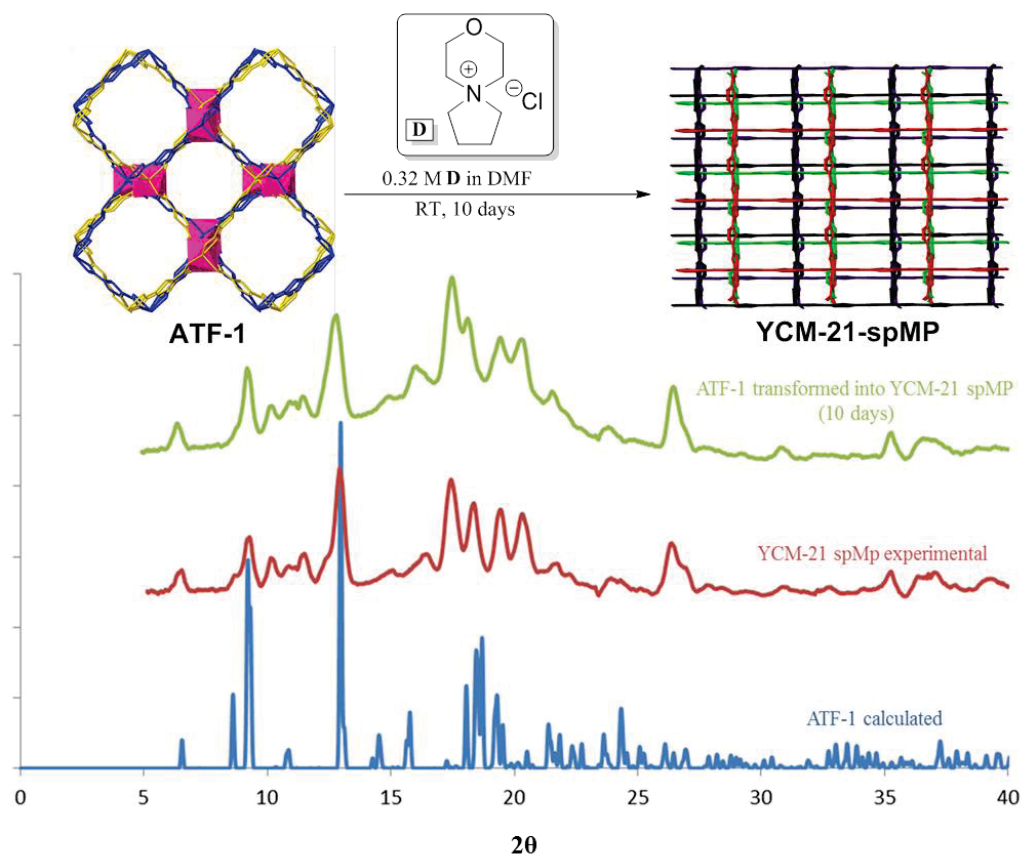 O
⊕
N
⊖Cl
D
0.32 M D in DMF
RT, 10 days
ATF-1
YCM-21-spMP
ATF-1 transformed into YCM-21 spMP
(10 days)
YCM-21 spMp experimental
ATF-1 calculated
0 5 10 15 20 25 30 35 40
2θ